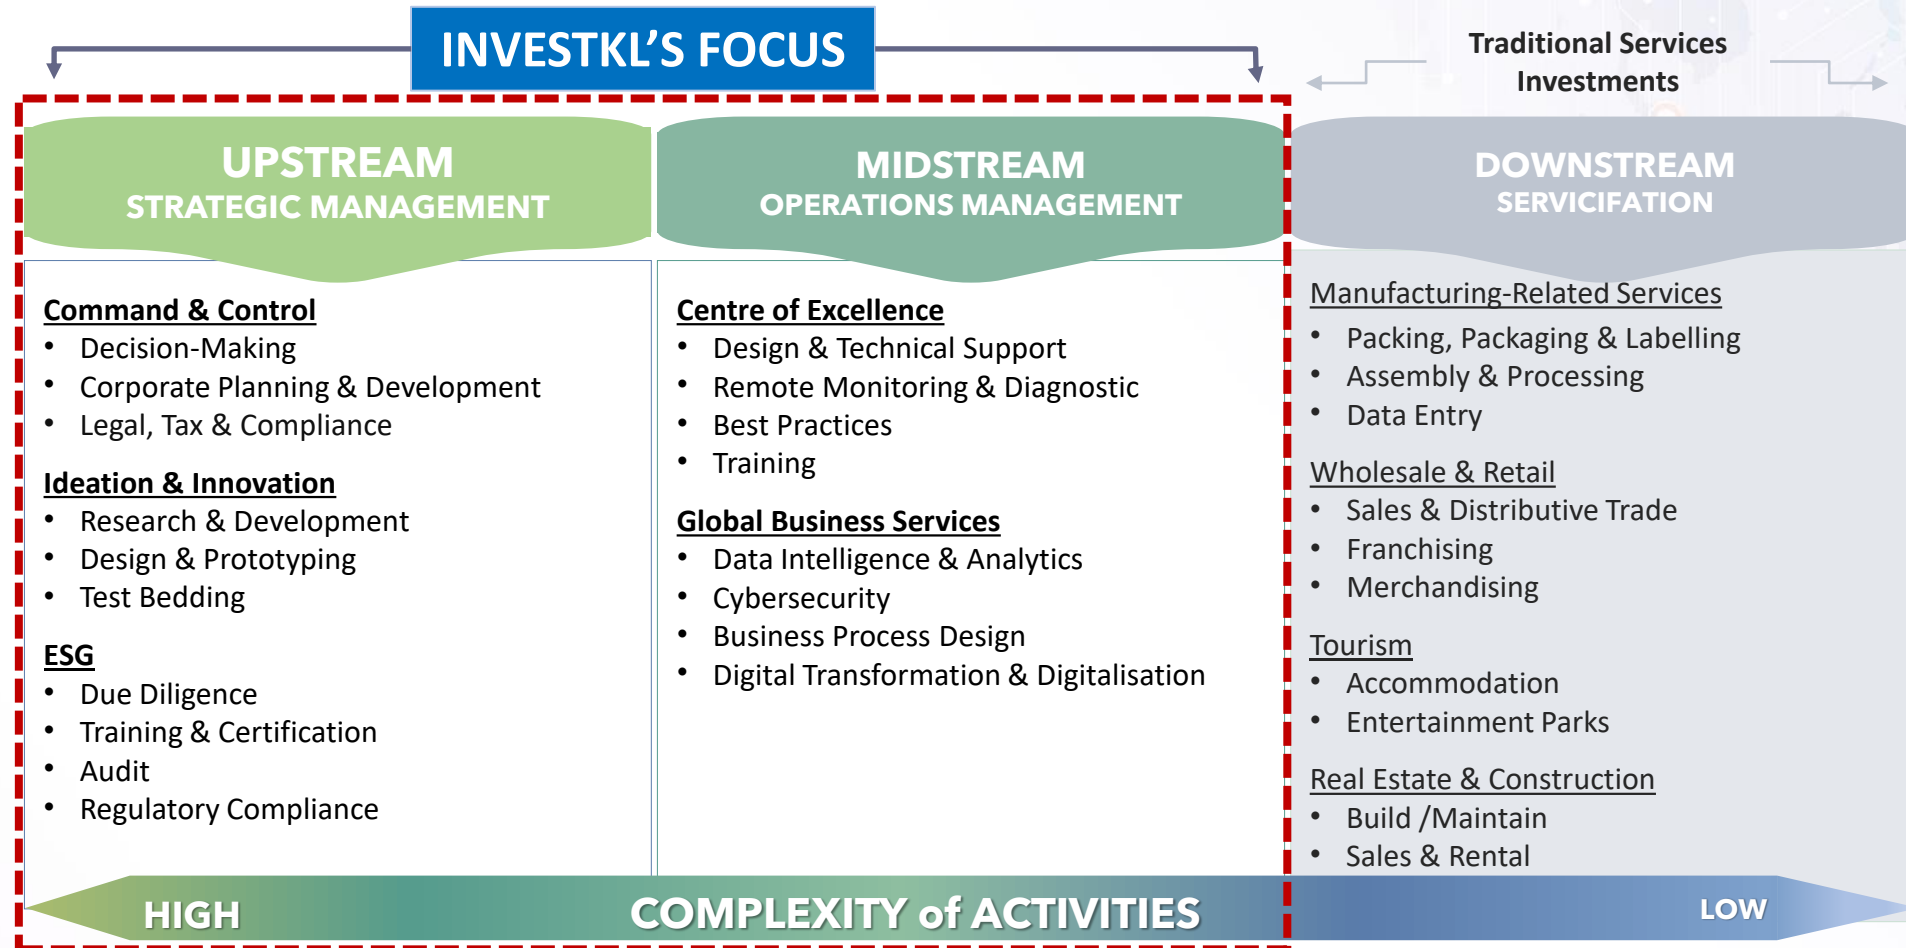 INVESTKL'S FOCUS
Traditional Services
Investments
UPSTREAM
STRATEGIC MANAGEMENT
Command & Control
• Decision-Making
• Corporate Planning & Development
• Legal, Tax & Compliance
Ideation & Innovation
• Research & Development
• Design & Prototyping
• Test Bedding
ESG
• Due Diligence
• Training & Certification
• Audit
• Regulatory Compliance
MIDSTREAM
OPERATIONS MANAGEMENT
Centre of Excellence
• Design & Technical Support
• Remote Monitoring & Diagnostic
• Best Practices
• Training
Global Business Services
• Data Intelligence & Analytics
• Cybersecurity
• Business Process Design
• Digital Transformation & Digitalisation
DOWNSTREAM
SERVICIFATION
Manufacturing-Related Services
• Packing, Packaging & Labelling
• Assembly & Processing
• Data Entry
Wholesale & Retail
• Sales & Distributive Trade
• Franchising
• Merchandising
Tourism
• Accommodation
• Entertainment Parks
Real Estate & Construction
• Build /Maintain
• Sales & Rental
HIGH
COMPLEXITY of ACTIVITIES
LOW